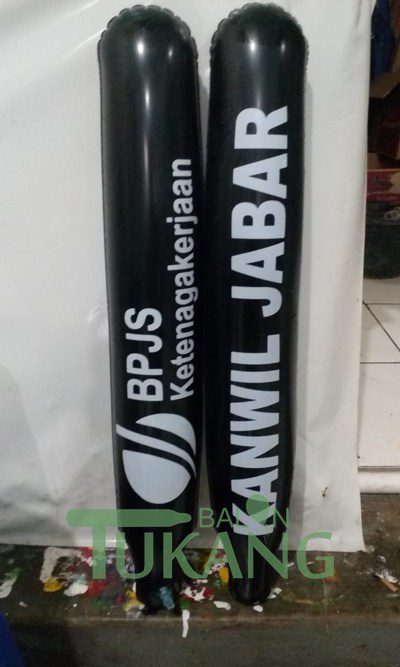 BPJS
Ketenagakerjaan
KANWIL JABAR
BALON
TUKANG